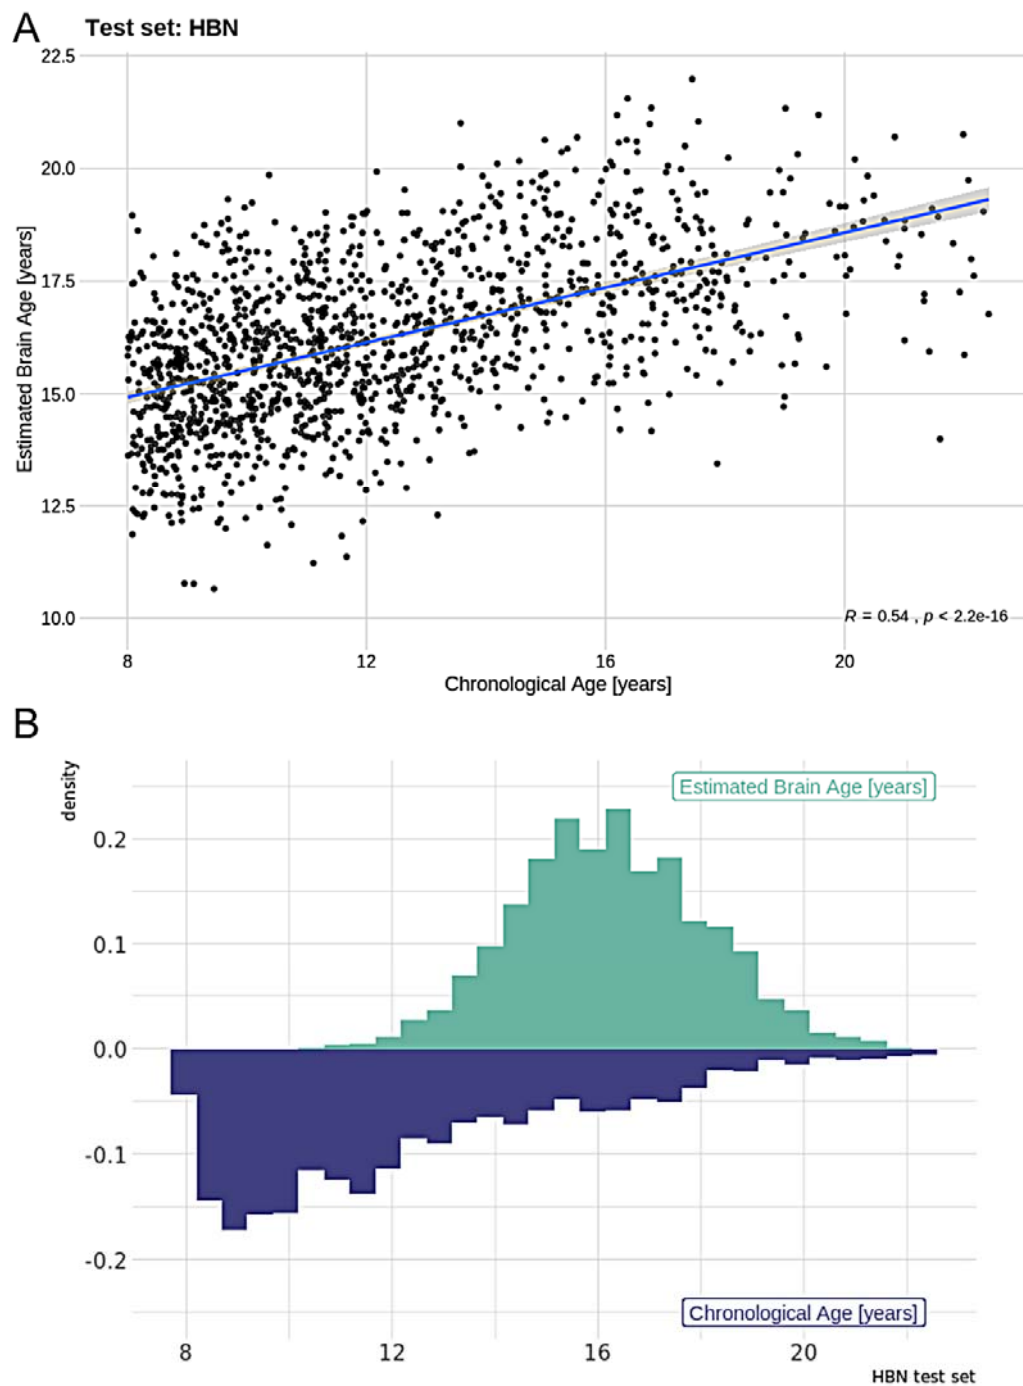 A
Test set: HBN
22.5
20.0
17.5
15.0
12.5
10.0
Estimated Brain Age [years]
R = 0.54 , p < 2.2e-16
8 12 16 20
Chronological Age [years]
B
density
Estimated Brain Age [years]
0.2
0.1
0.0
-0.1
-0.2
Chronological Age [years]
8 12 16 20
HBN test set